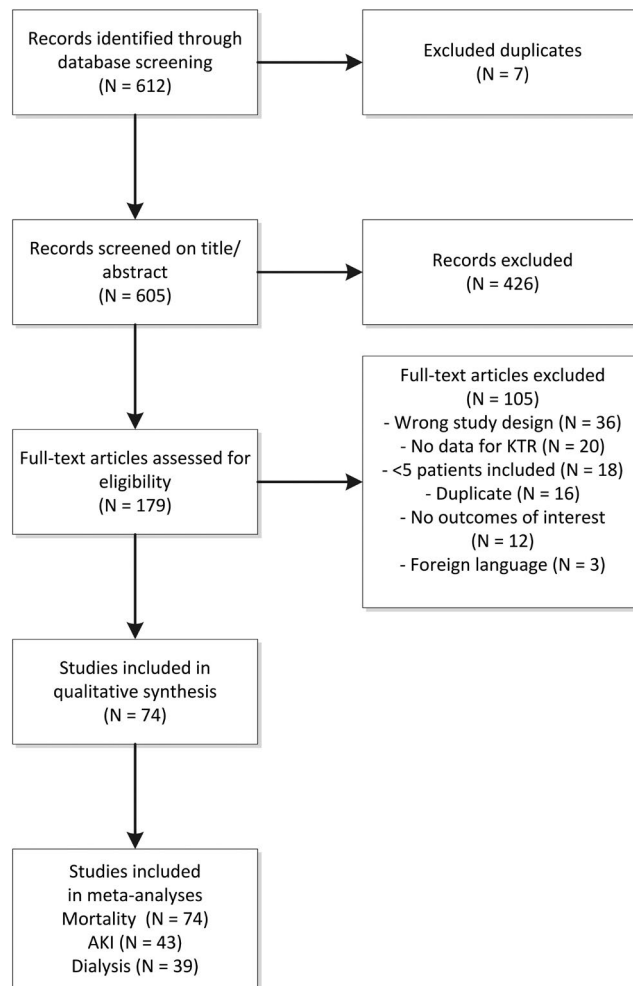 Records identified through
database screening
(N = 612)
Excluded duplicates
(N = 7)
Records screened on title/
abstract
(N = 605)
Records excluded
(N = 426)
Full-text articles assessed for
eligibility
(N = 179)
Full-text articles excluded
(N = 105)
- Wrong study design (N = 36)
- No data for KTR (N = 20)
- <5 patients included (N = 18)
- Duplicate (N = 16)
- No outcomes of interest
(N = 12)
- Foreign language (N = 3)
Studies included in
qualitative synthesis
(N = 74)
Studies included
in meta-analyses
Mortality (N = 74)
AKI (N = 43)
Dialysis (N = 39)